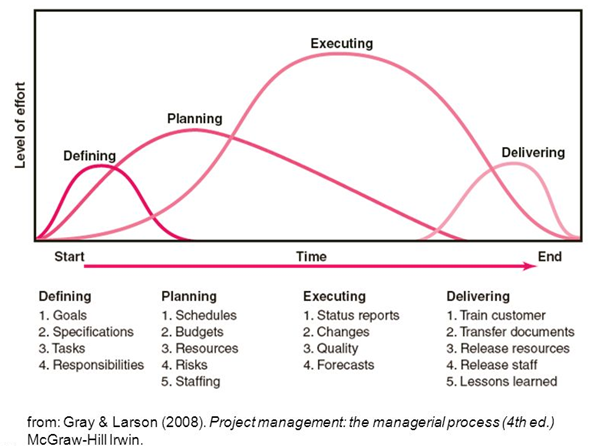 Level of effort
Defining
Planning
Executing
Delivering
Start
Time
End
Defining
1. Goals
2. Specifications
3. Tasks
4. Responsibilities
Planning
1. Schedules
2. Budgets
3. Resources
4. Risks
5. Staffing
Executing
1. Status reports
2. Changes
3. Quality
4. Forecasts
Delivering
1. Train customer
2. Transfer documents
3. Release resources
4. Release staff
5. Lessons learned
from: Gray & Larson (2008). Project management: the managerial process (4th ed.)
McGraw-Hill Irwin.